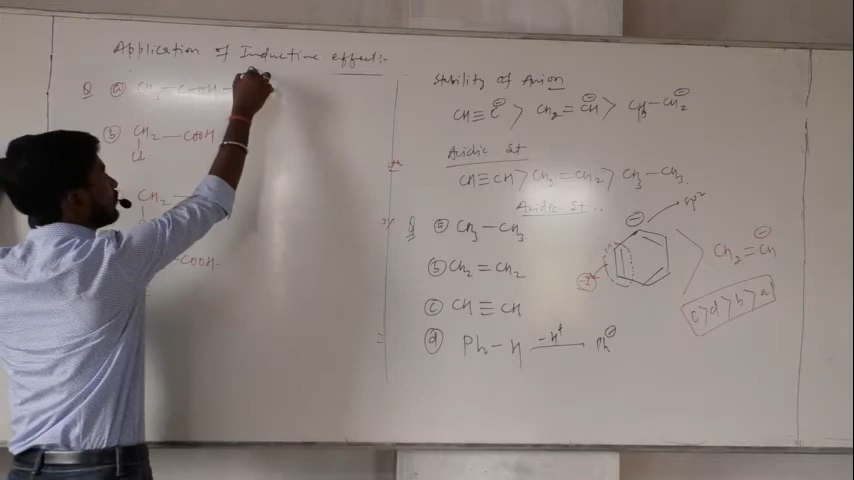 Application of Inductive effect:-
Q (a) CH3 — C-OH
(b) CH2 — COOH
Cl
CH2 —
COOH
Stability of Anion
CH≡C⊖ > CH2=CH⊖ > CH3—CH2⊖
Acidic St
CH≡CH > CH2=CH2 > CH3—CH3.
Acidic St..
Q (a) CH3—CH3
(b) CH2=CH2
(c) CH≡CH
(d) Ph—H -H+ Ph⊖
⊖ sp2
-I
> CH2=CH⊖
c>d>b>a